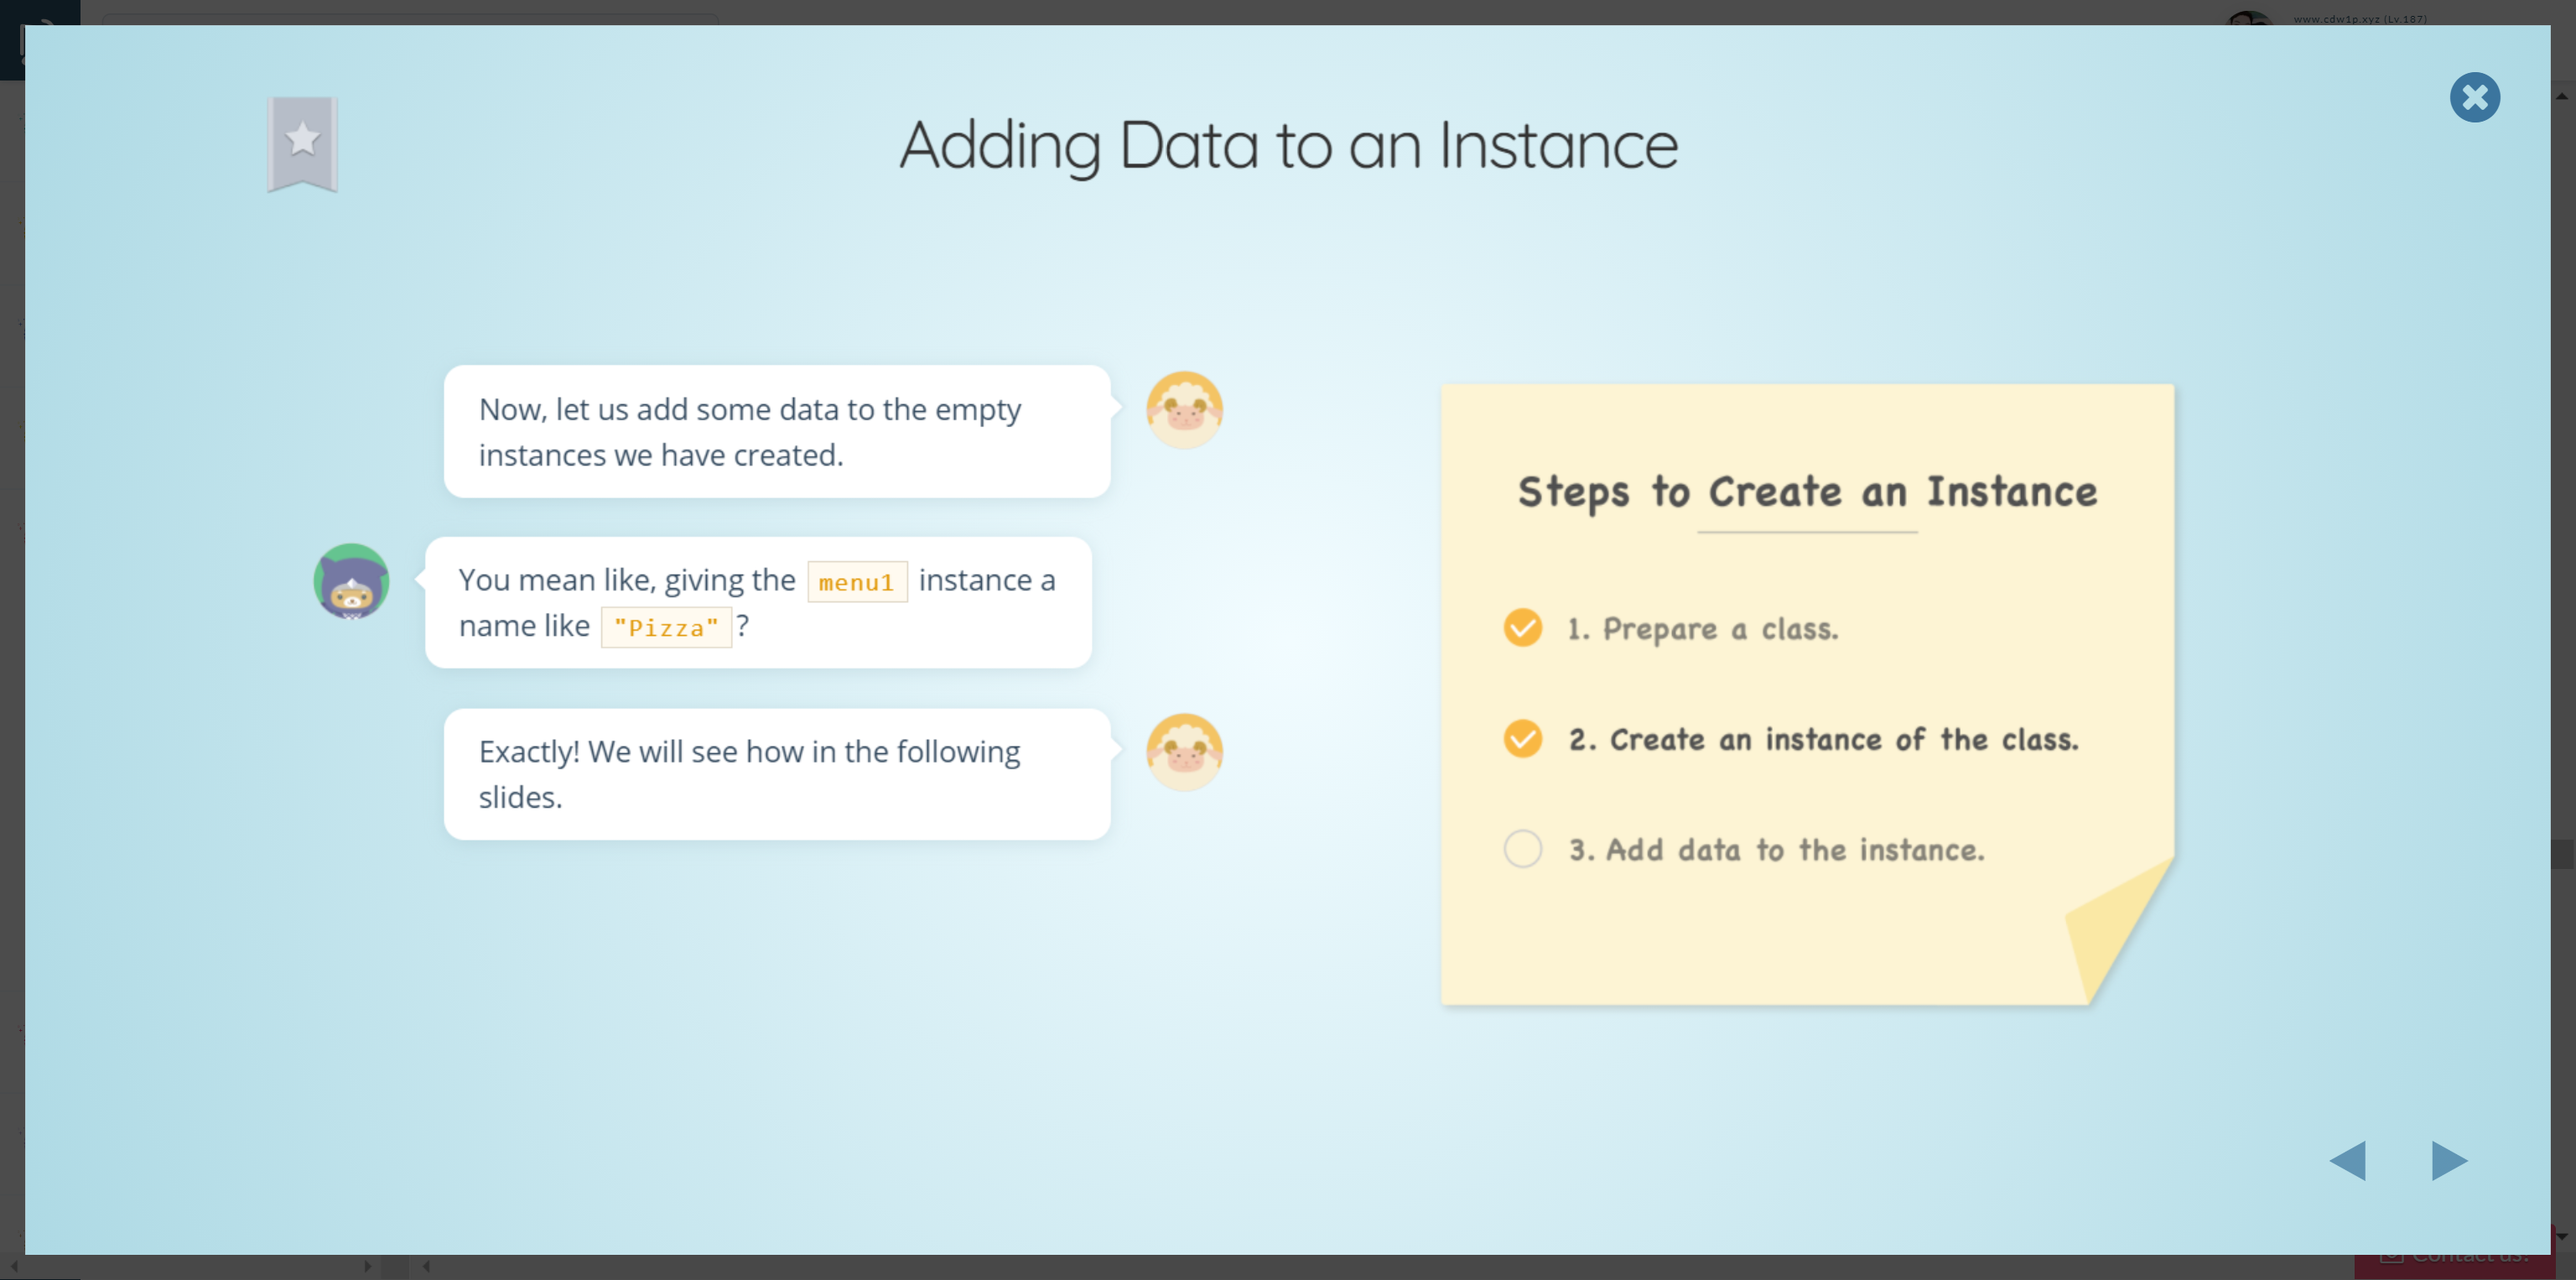 www.cdw1p.xyz (Lv.187)
Adding Data to an Instance
Now, let us add some data to the empty
instances we have created.
You mean like, giving the menu1 instance a
name like "Pizza" ?
Exactly! We will see how in the following
slides.
Steps to Create an Instance
1. Prepare a class.
2. Create an instance of the class.
3. Add data to the instance.
Contact us!